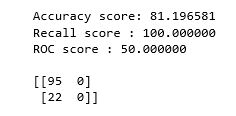 Accuracy score: 81.196581
Recall score : 100.000000
ROC score : 50.000000
[[95 0]
[22 0]]